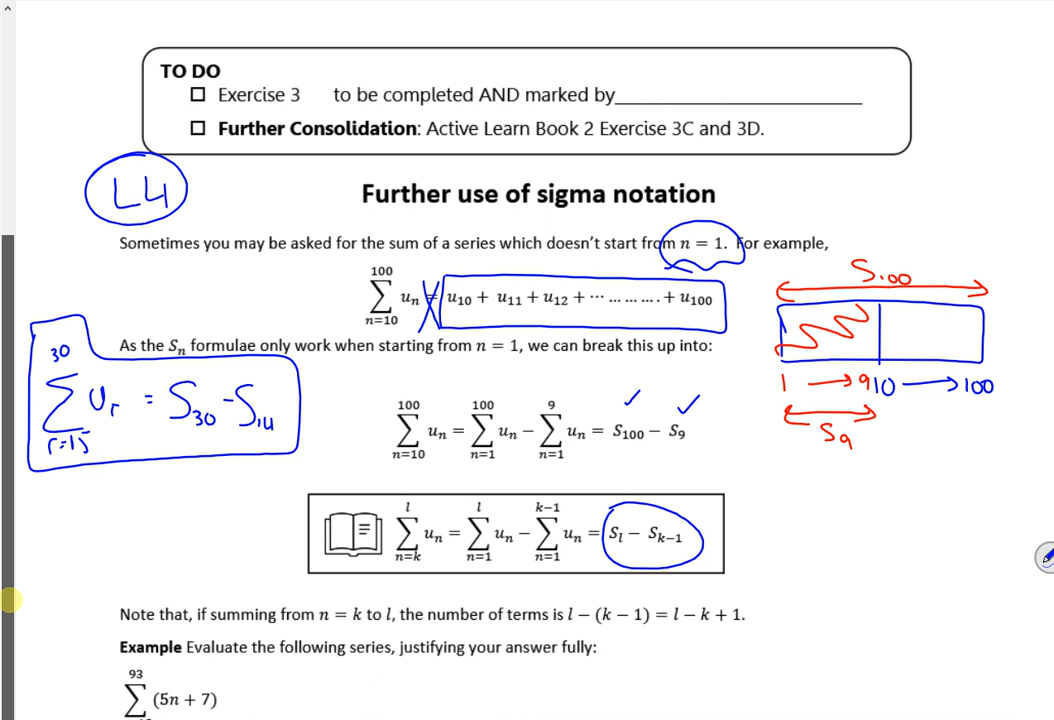 TO DO
☐ Exercise 3 to be completed AND marked by____________________
☐ Further Consolidation: Active Learn Book 2 Exercise 3C and 3D.
L4
Further use of sigma notation
Sometimes you may be asked for the sum of a series which doesn't start from n = 1. For example,
∑_{n=10}^{100} uₙ = u₁₀ + u₁₁ + u₁₂ + ⋯ … … … . + u₁₀₀
S₁₀₀
1 → 9 10 → 100
S₉
As the Sₙ formulae only work when starting from n = 1, we can break this up into:
∑_{r=15}^{30} uᵣ = S₃₀ - S₁₄
∑_{n=10}^{100} uₙ = ∑_{n=1}^{100} uₙ − ∑_{n=1}^{9} uₙ = S₁₀₀ − S₉
∑_{n=k}^{l} uₙ = ∑_{n=1}^{l} uₙ − ∑_{n=1}^{k−1} uₙ = S_l − S_{k−1}
Note that, if summing from n = k to l, the number of terms is l − (k − 1) = l − k + 1.
Example Evaluate the following series, justifying your answer fully:
∑^{93} (5n + 7)